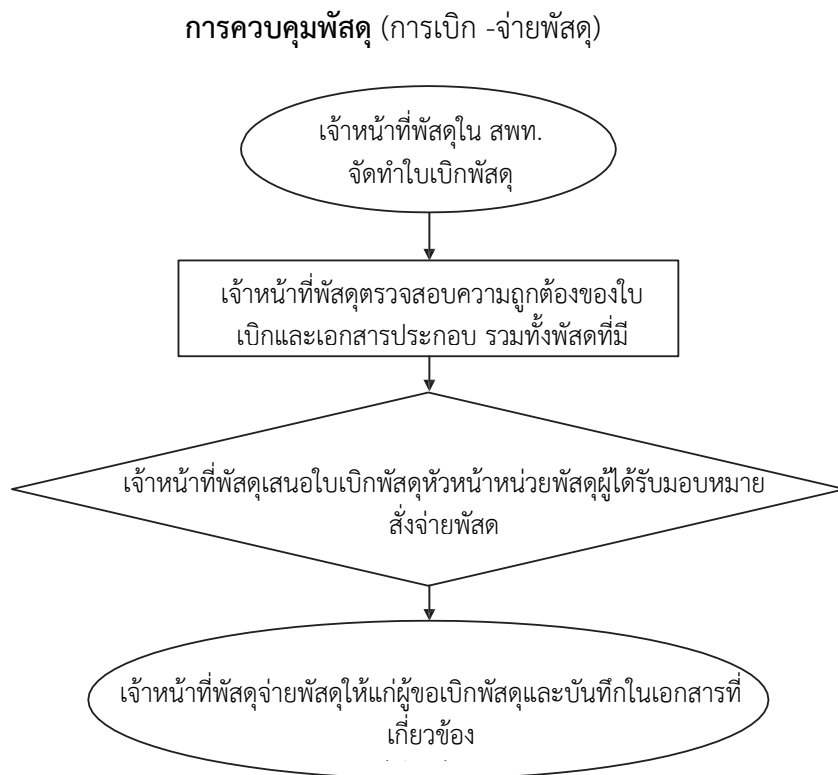 การควบคุมพัสดุ (การเบิก -จ่ายพัสดุ)
เจ้าหน้าที่พัสดุใน สพท.
จัดทำใบเบิกพัสดุ
เจ้าหน้าที่พัสดุตรวจสอบความถูกต้องของใบ
เบิกและเอกสารประกอบ รวมทั้งพัสดที่มี
เจ้าหน้าที่พัสดุเสนอใบเบิกพัสดุหัวหน้าหน่วยพัสดุผู้ได้รับมอบหมาย
สั่งจ่ายพัสด
เจ้าหน้าที่พัสดุจ่ายพัสดุให้แก่ผู้ขอเบิกพัสดุและบันทึกในเอกสารที่
เกี่ยวข้อง